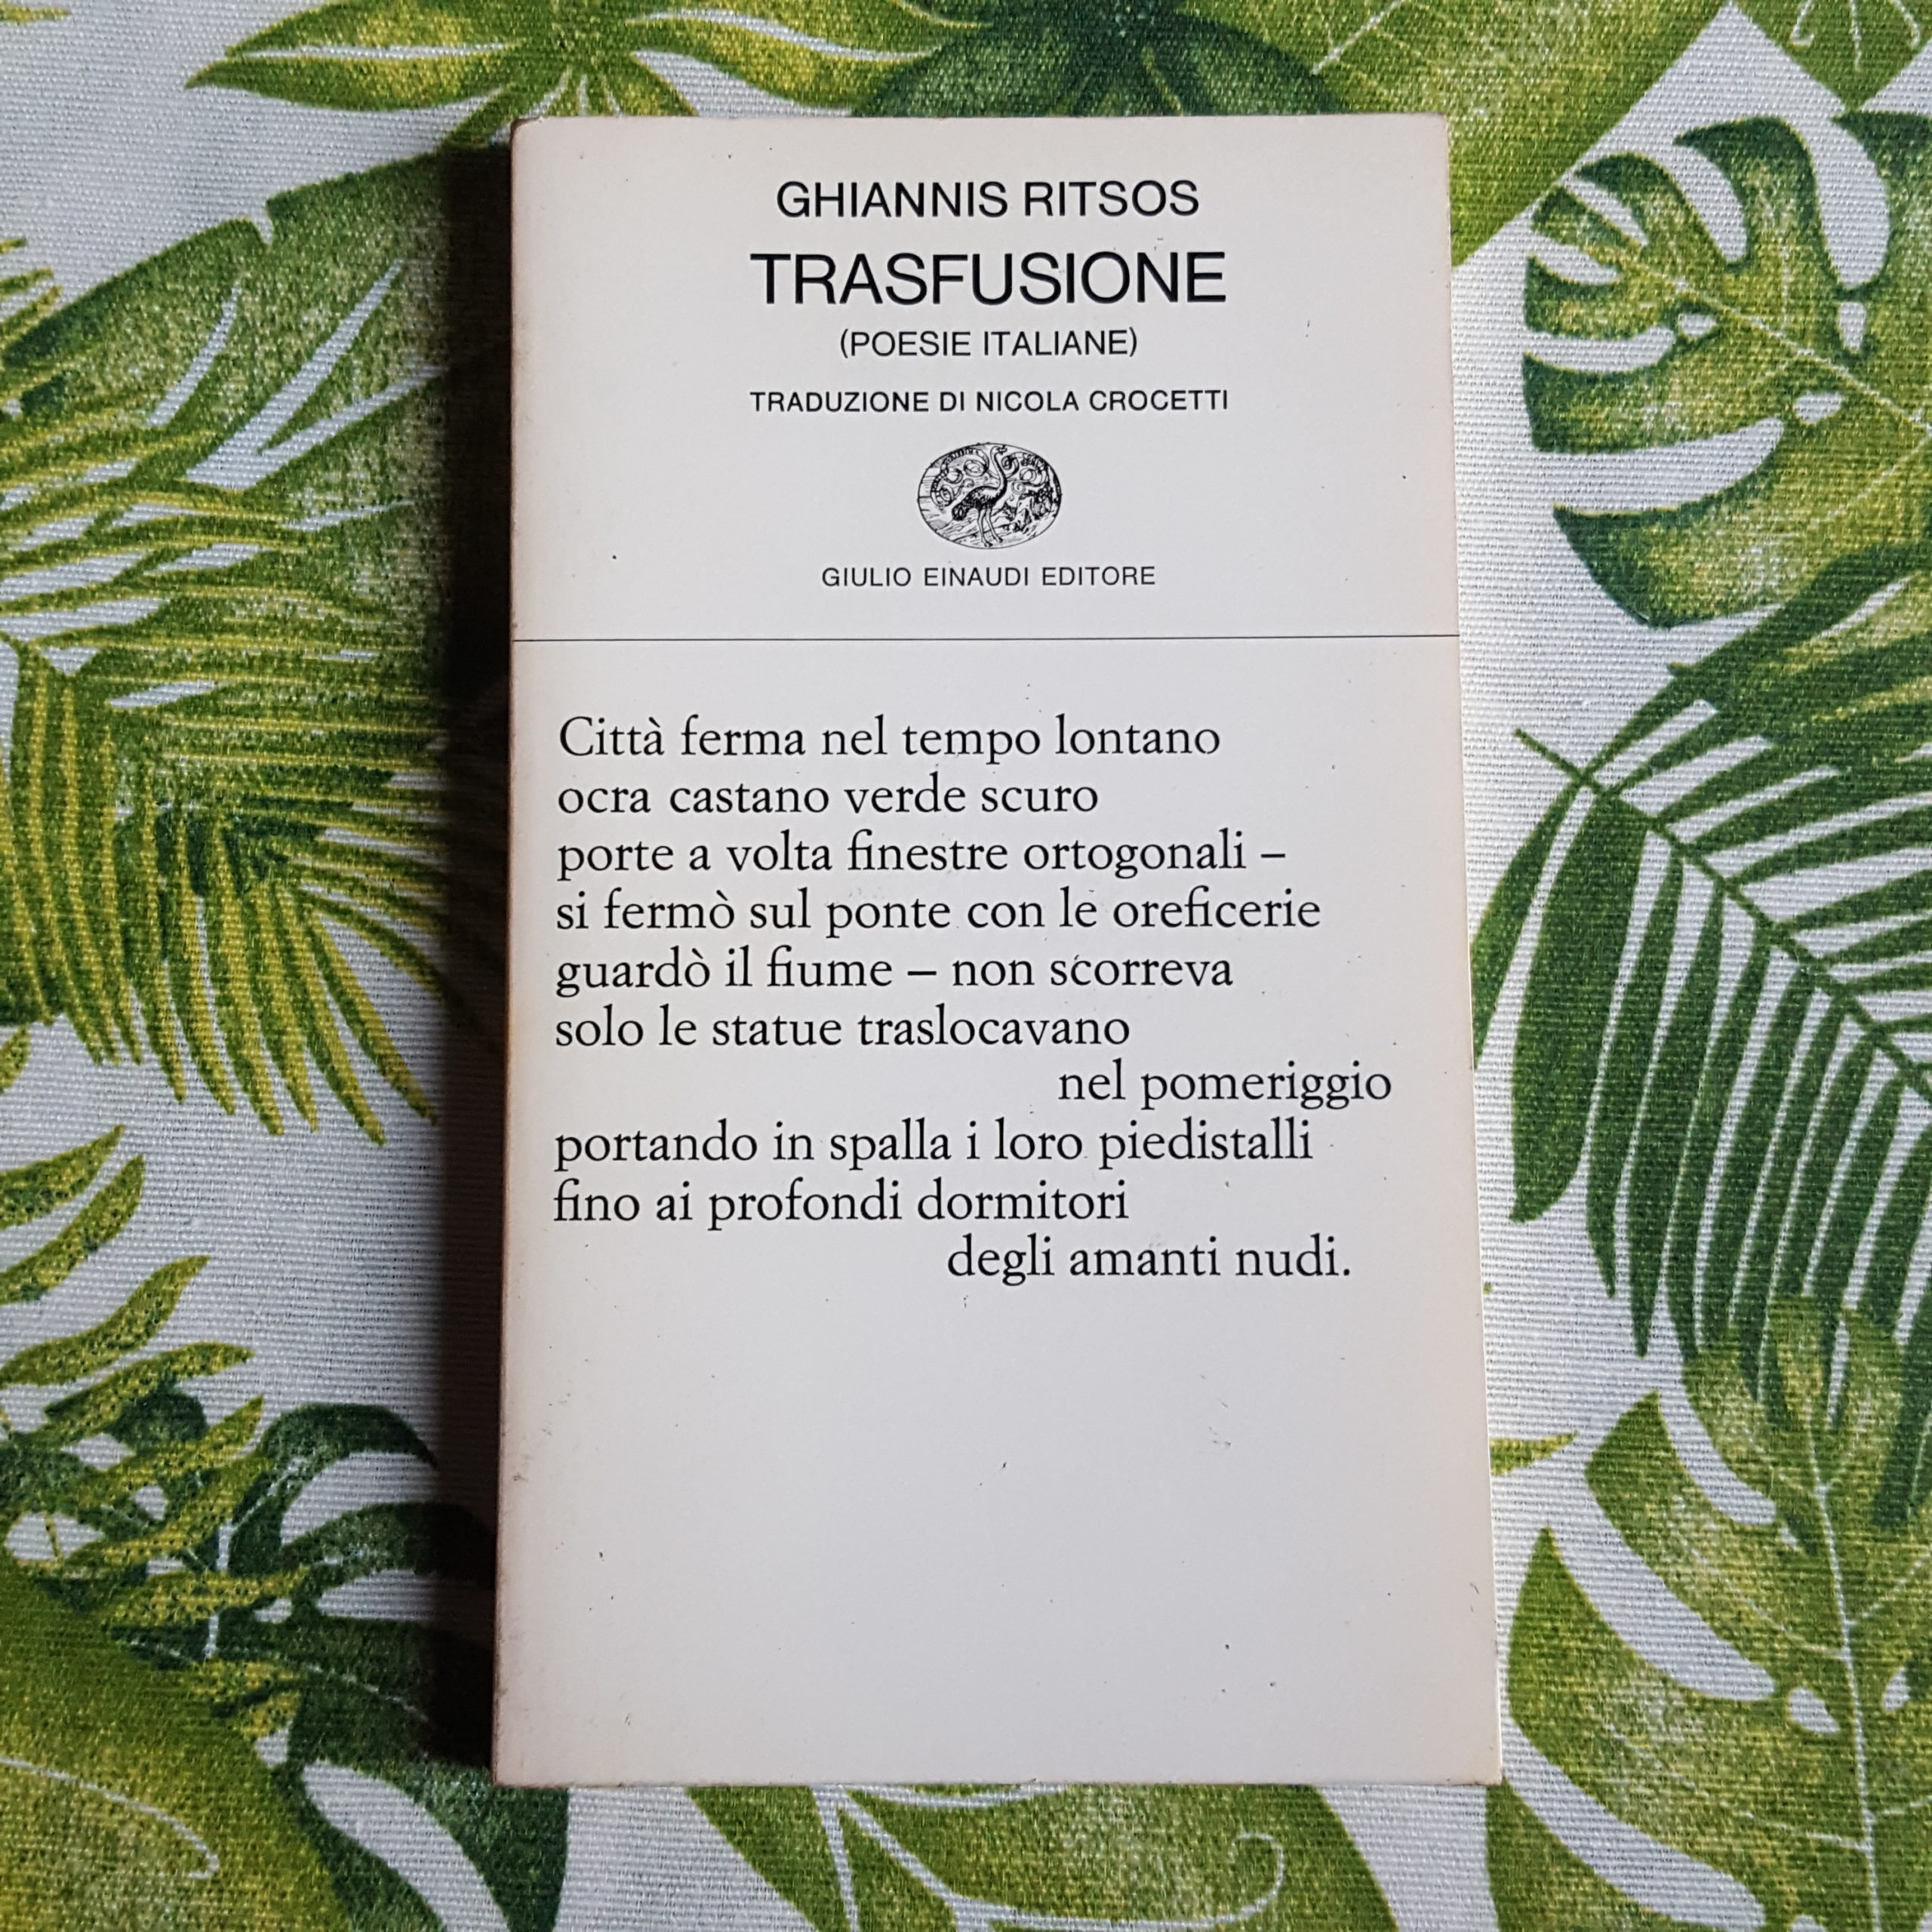 GHIANNIS RITSOS
TRASFUSIONE
(POESIE ITALIANE)
TRADUZIONE DI NICOLA CROCETTI
GIULIO EINAUDI EDITORE
Città ferma nel tempo lontano
ocra castano verde scuro
porte a volta finestre ortogonali –
si fermò sul ponte con le oreficerie
guardò il fiume – non scorreva
solo le statue traslocavano
nel pomeriggio
portando in spalla i loro piedistalli
fino ai profondi dormitori
degli amanti nudi.